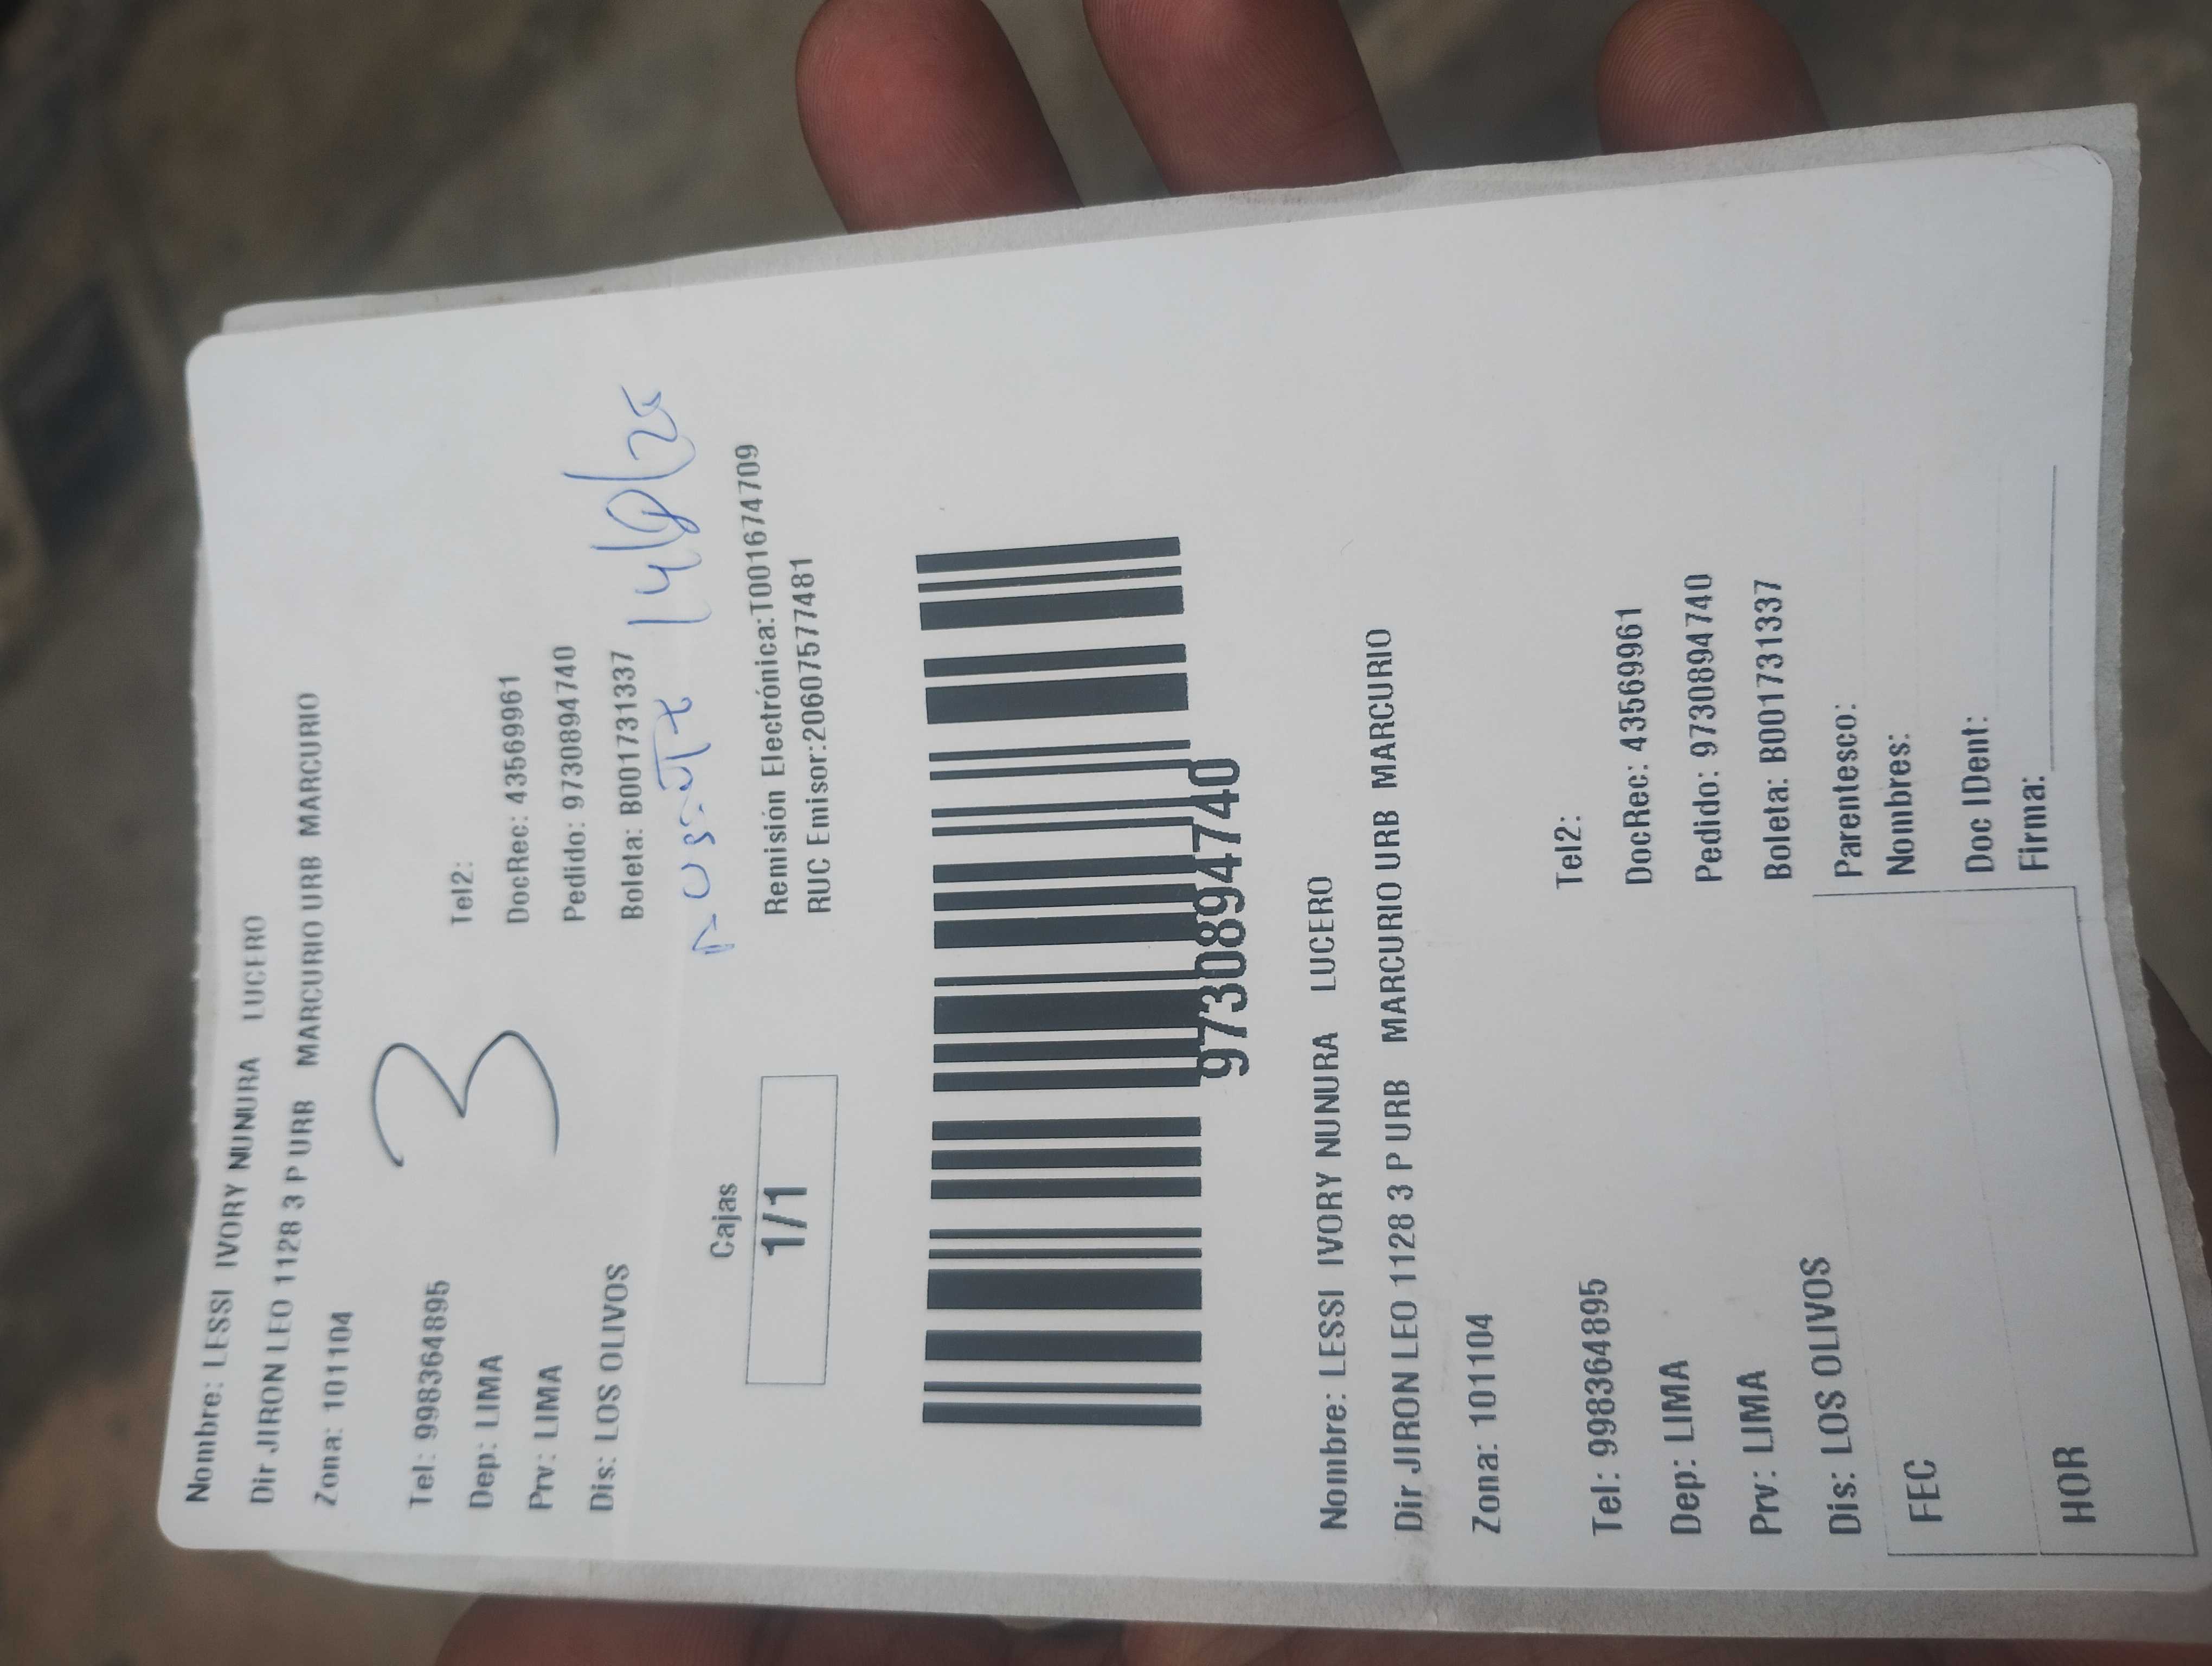 Nombre: LESSI IVORY NUNURA LUCERO
Dir JIRON LEO 1128 3 P URB MARCURIO URB MARCURIO
Zona: 101104
3
Tel: 998364895
Tel2:
Dep: LIMA
DocRec: 43569961
Prv: LIMA
Pedido: 9730894740
Dis: LOS OLIVOS
Boleta: B001731337
Cajas
1/1
Remisión Electrónica:T001674709
RUC Emisor:20607577481
9730894740
Nombre: LESSI IVORY NUNURA LUCERO
Dir JIRON LEO 1128 3 P URB MARCURIO URB MARCURIO
Zona: 101104
Tel: 998364895
Tel2:
Dep: LIMA
DocRec: 43569961
Prv: LIMA
Pedido: 9730894740
Dis: LOS OLIVOS
Boleta: B001731337
FEC
Parentesco:
Nombres:
HOR
Doc IDent:
Firma: